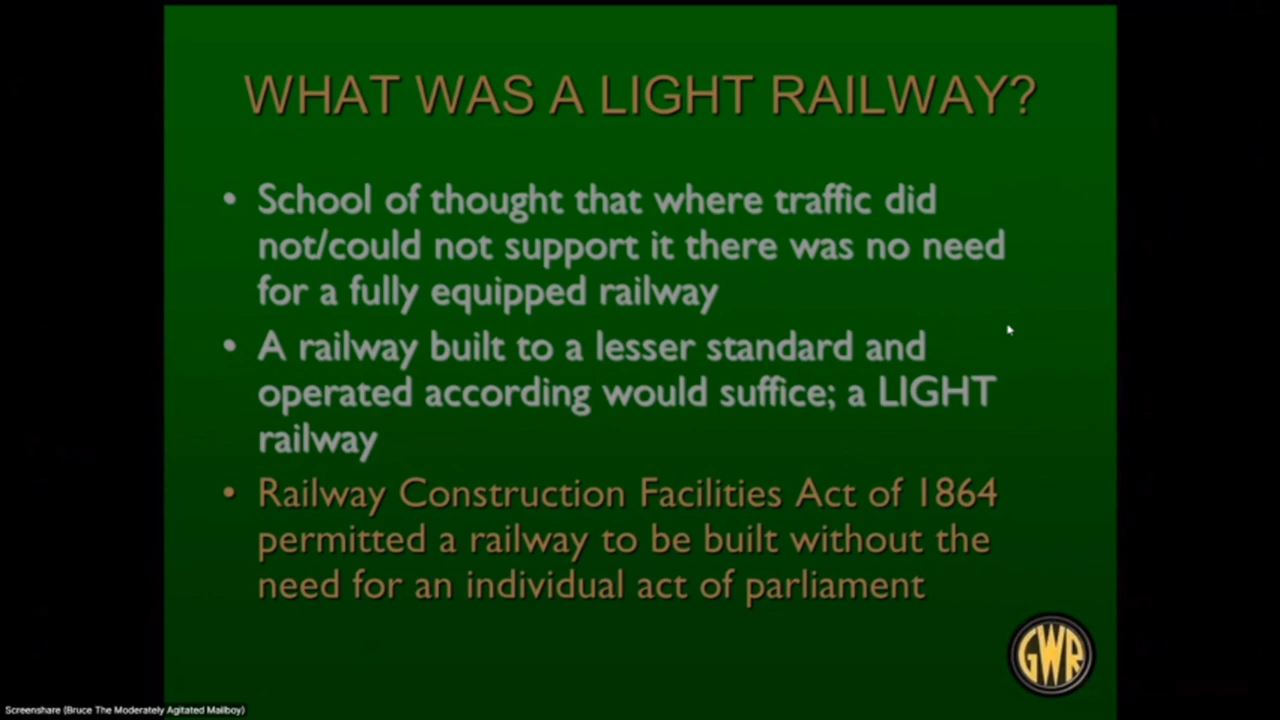 WHAT WAS A LIGHT RAILWAY?
• School of thought that where traffic did
not/could not support it there was no need
for a fully equipped railway
• A railway built to a lesser standard and
operated according would suffice; a LIGHT
railway
• Railway Construction Facilities Act of 1864
permitted a railway to be built without the
need for an individual act of parliament
GWR
Screenshare (Bruce The Moderately Agitated Mailboy)